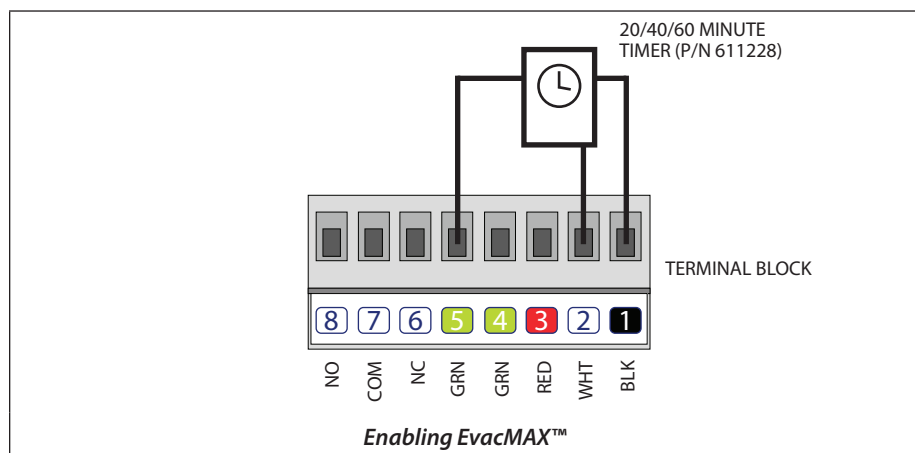 20/40/60 MINUTE
TIMER (P/N 611228)
TERMINAL BLOCK
8 7 6 5 4 3 2 1
NO COM NC GRN GRN RED WHT BLK
Enabling EvacMAX™